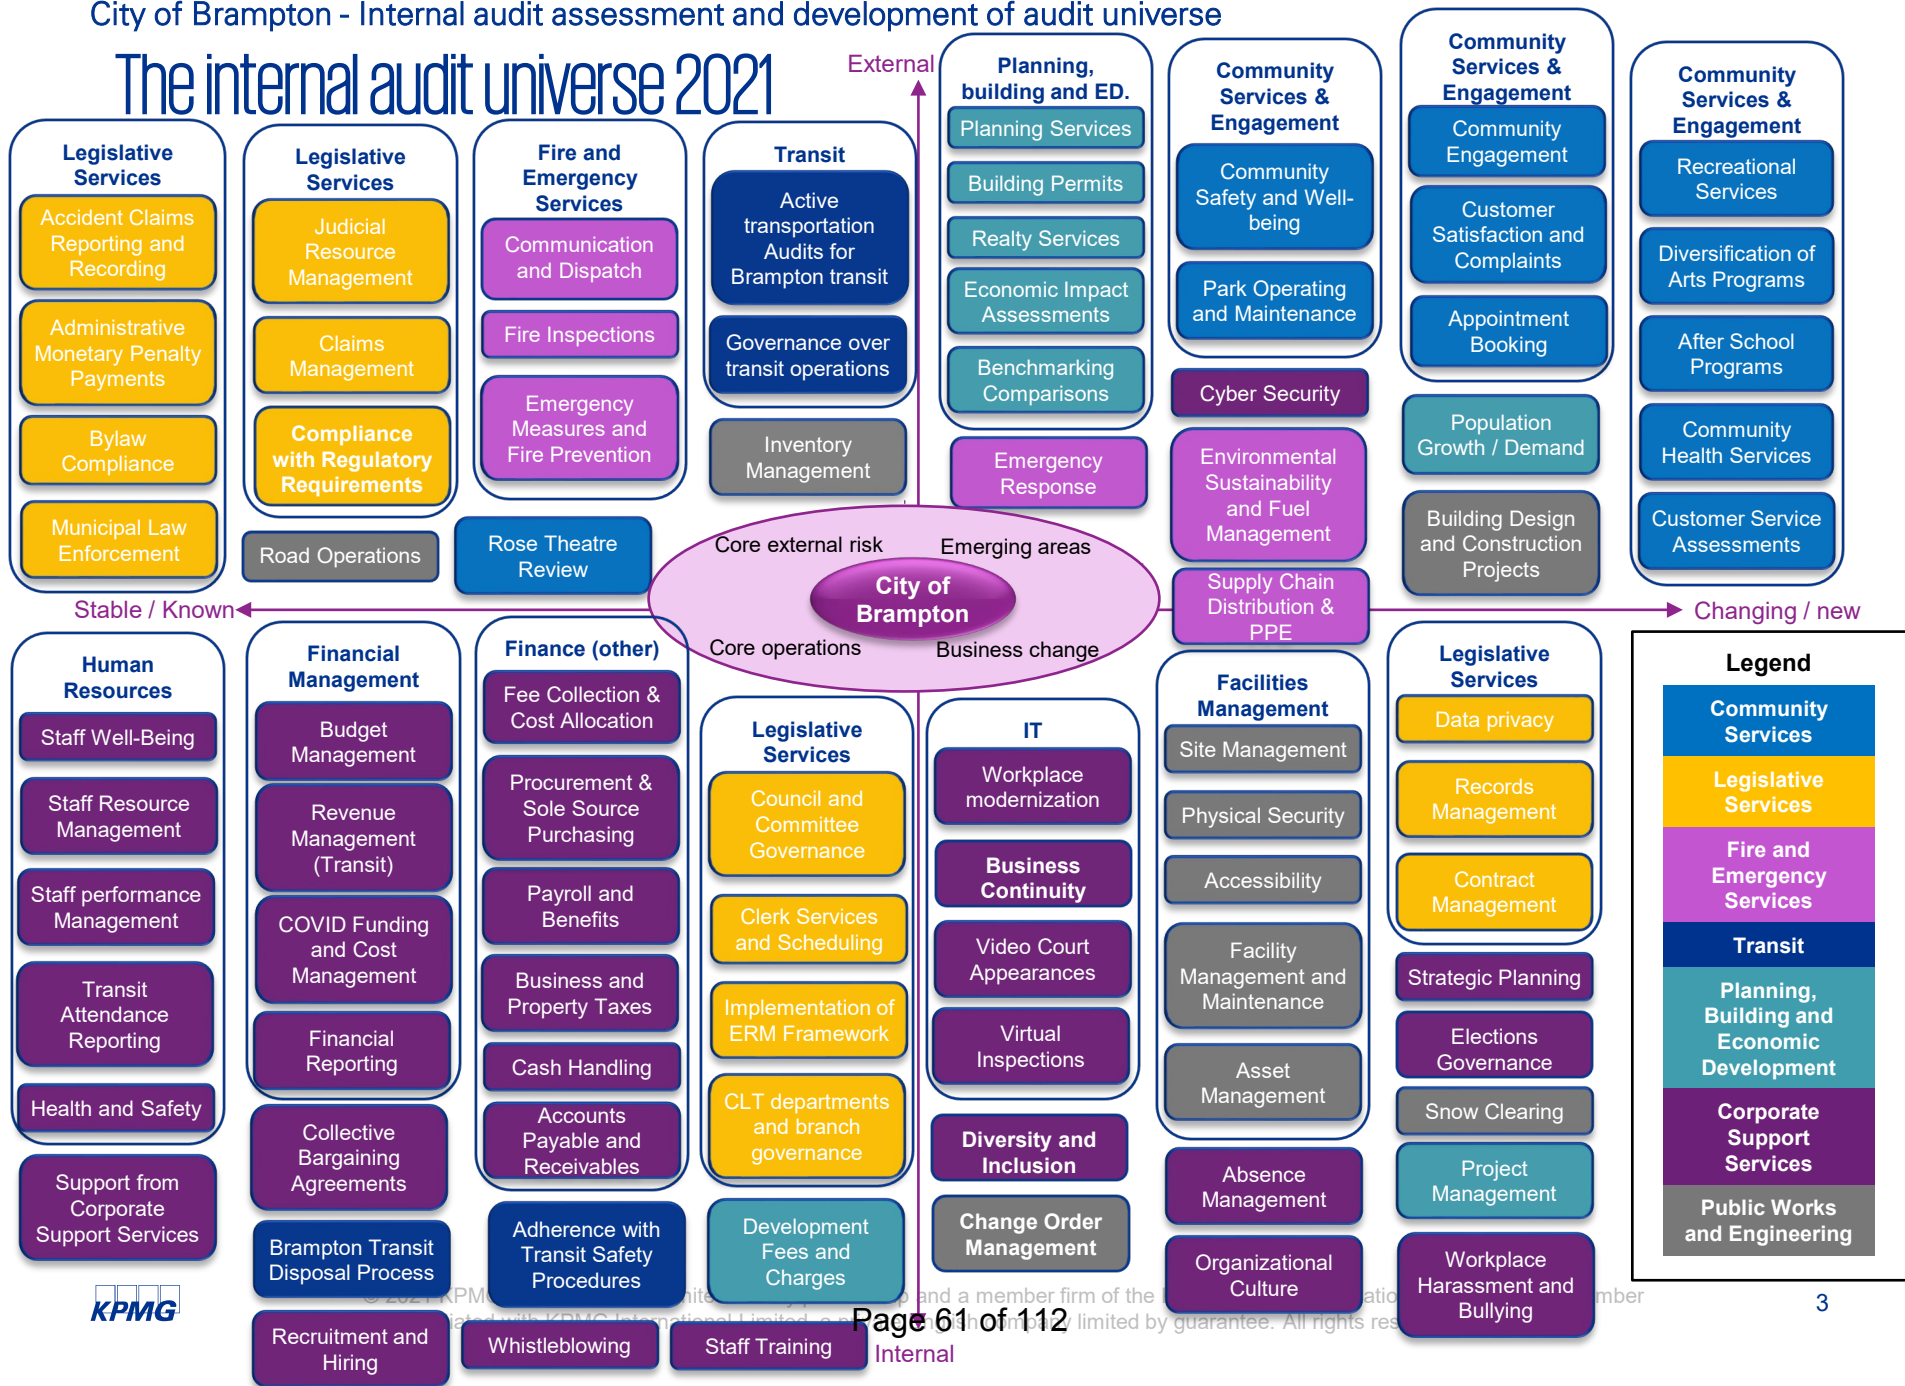 City of Brampton - Internal audit assessment and development of audit universe
The internal audit universe 2021
External
Legislative
Services
Accident Claims
Reporting and
Recording
Administrative
Monetary Penalty
Payments
Bylaw
Compliance
Municipal Law
Enforcement
Legislative
Services
Judicial
Resource
Management
Claims
Management
Compliance
with Regulatory
Requirements
Road Operations
Fire and
Emergency
Services
Communication
and Dispatch
Fire Inspections
Emergency
Measures and
Fire Prevention
Rose Theatre
Review
Transit
Active
transportation
Audits for
Brampton transit
Governance over
transit operations
Inventory
Management
Planning,
building and ED.
Planning Services
Building Permits
Realty Services
Economic Impact
Assessments
Benchmarking
Comparisons
Emergency
Response
Community
Services &
Engagement
Community
Safety and Well-
being
Park Operating
and Maintenance
Cyber Security
Environmental
Sustainability
and Fuel
Management
Supply Chain
Distribution &
PPE
Community
Services &
Engagement
Community
Engagement
Customer
Satisfaction and
Complaints
Appointment
Booking
Population
Growth / Demand
Building Design
and Construction
Projects
Community
Services &
Engagement
Recreational
Services
Diversification of
Arts Programs
After School
Programs
Community
Health Services
Customer Service
Assessments
Core external risk
Emerging areas
City of
Brampton
Core operations
Business change
Stable / Known
Changing / new
Human
Resources
Staff Well-Being
Staff Resource
Management
Staff performance
Management
Transit
Attendance
Reporting
Health and Safety
Support from
Corporate
Support Services
Financial
Management
Budget
Management
Revenue
Management
(Transit)
COVID Funding
and Cost
Management
Financial
Reporting
Collective
Bargaining
Agreements
Brampton Transit
Disposal Process
Recruitment and
Hiring
Finance (other)
Fee Collection &
Cost Allocation
Procurement &
Sole Source
Purchasing
Payroll and
Benefits
Business and
Property Taxes
Cash Handling
Accounts
Payable and
Receivables
Adherence with
Transit Safety
Procedures
Whistleblowing
Legislative
Services
Council and
Committee
Governance
Clerk Services
and Scheduling
Implementation of
ERM Framework
CLT departments
and branch
governance
Development
Fees and
Charges
Staff Training
IT
Workplace
modernization
Business
Continuity
Video Court
Appearances
Virtual
Inspections
Diversity and
Inclusion
Change Order
Management
Facilities
Management
Site Management
Physical Security
Accessibility
Facility
Management and
Maintenance
Asset
Management
Absence
Management
Organizational
Culture
Legislative
Services
Data privacy
Records
Management
Contract
Management
Strategic Planning
Elections
Governance
Snow Clearing
Project
Management
Workplace
Harassment and
Bullying
Legend
Community
Services
Legislative
Services
Fire and
Emergency
Services
Transit
Planning,
Building and
Economic
Development
Corporate
Support
Services
Public Works
and Engineering
KPMG
© 2021 and a member firm of the
with KPMG International Limited, a company limited by guarantee. All rights
Page 61 of 112
Internal
3